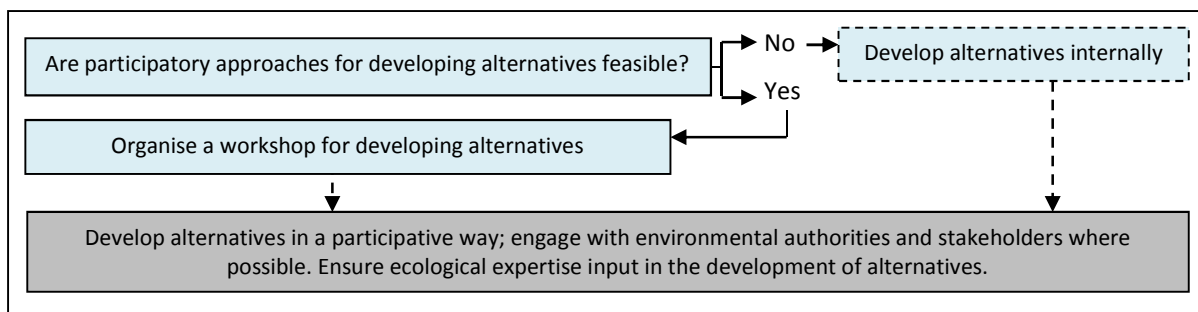 Are participatory approaches for developing alternatives feasible?
No
Develop alternatives internally
Yes
Organise a workshop for developing alternatives
Develop alternatives in a participative way; engage with environmental authorities and stakeholders where
possible. Ensure ecological expertise input in the development of alternatives.